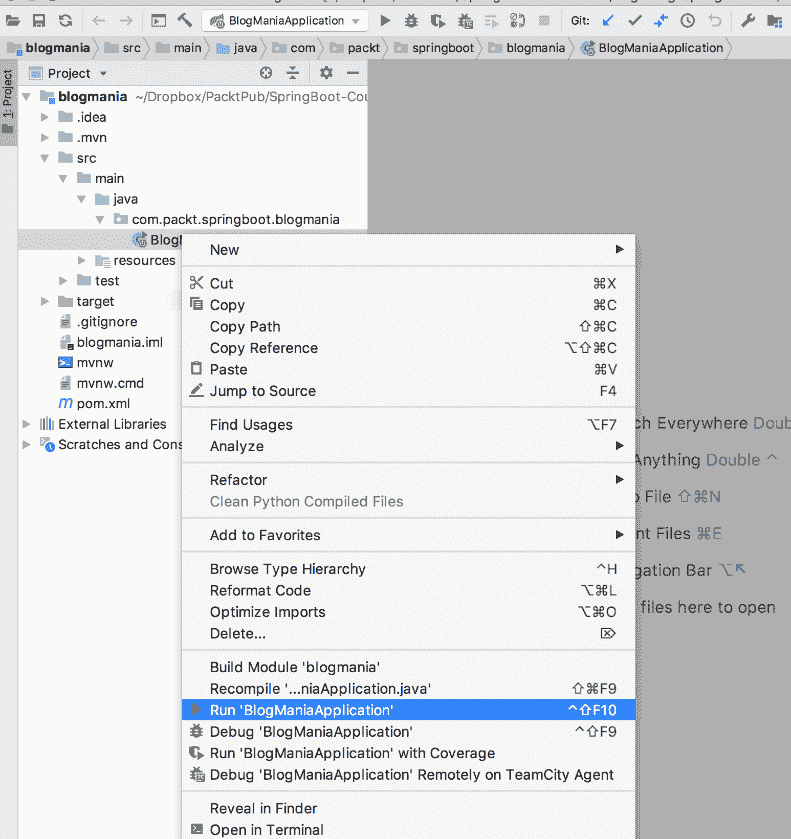 BlogManiaApplication Git:
blogmania src main java com packt springboot blogmania BlogManiaApplication
1: Project
Project
blogmania ~/Dropbox/PacktPub/SpringBoot-Cou
.idea
.mvn
src
main
java
com.packt.springboot.blogmania
BlogM
resources
test
target
.gitignore
blogmania.iml
mvnw
mvnw.cmd
m pom.xml
External Libraries
Scratches and Cons
New
Cut ⌘X
Copy ⌘C
Copy Path ⇧⌘C
Copy Reference ⌥⇧⌘C
Paste ⌘V
Jump to Source F4
Find Usages ⌥F7
Analyze
Refactor
Clean Python Compiled Files
Add to Favorites
Browse Type Hierarchy ^H
Reformat Code ⌥⌘L
Optimize Imports ⌥⌘O
Delete... ⌦
Build Module 'blogmania'
Recompile '...niaApplication.java' ⇧⌘F9
Run 'BlogManiaApplication' ^⇧F10
Debug 'BlogManiaApplication' ^⇧F9
Run 'BlogManiaApplication' with Coverage
Debug 'BlogManiaApplication' Remotely on TeamCity Agent
Reveal in Finder
Open in Terminal
ch Everywhere Doub
Anything Double ^
o File ⇧⌘N
nt Files ⌘E
gation Bar ⌥↖
files here to open